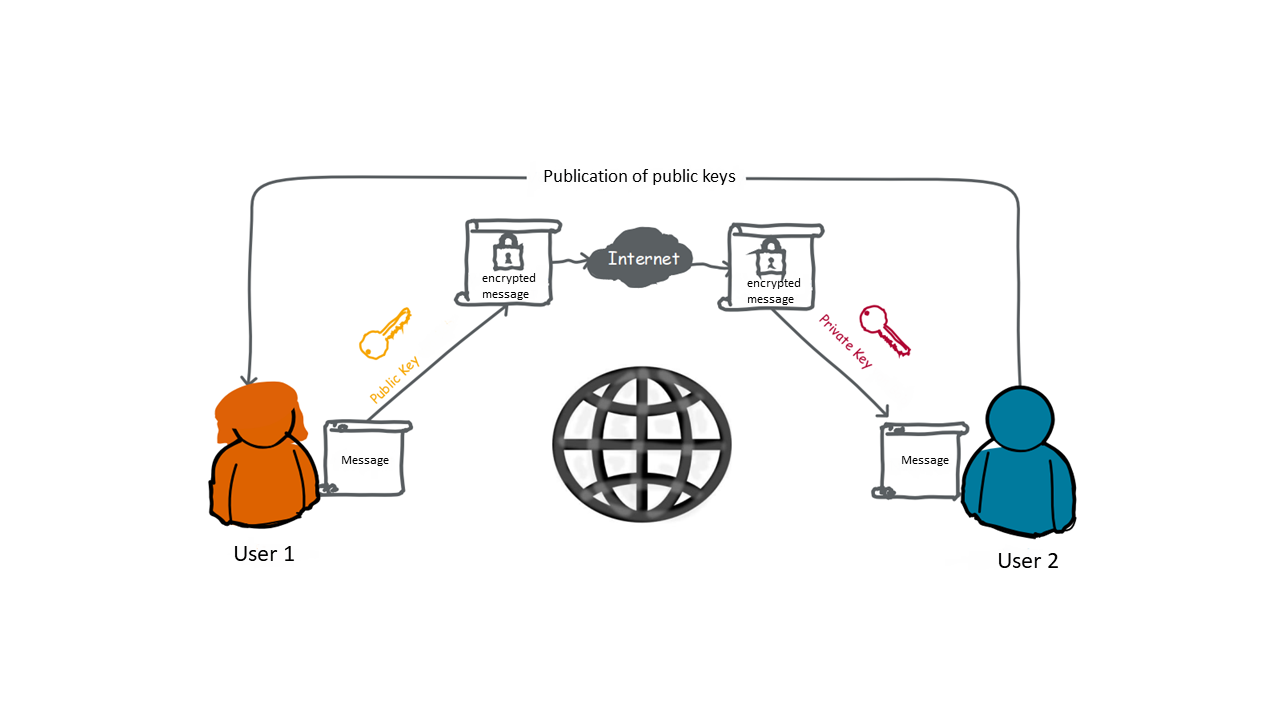 Publication of public keys
encrypted
message
Internet
encrypted
message
Public Key
Private Key
Message
Message
User 1
User 2